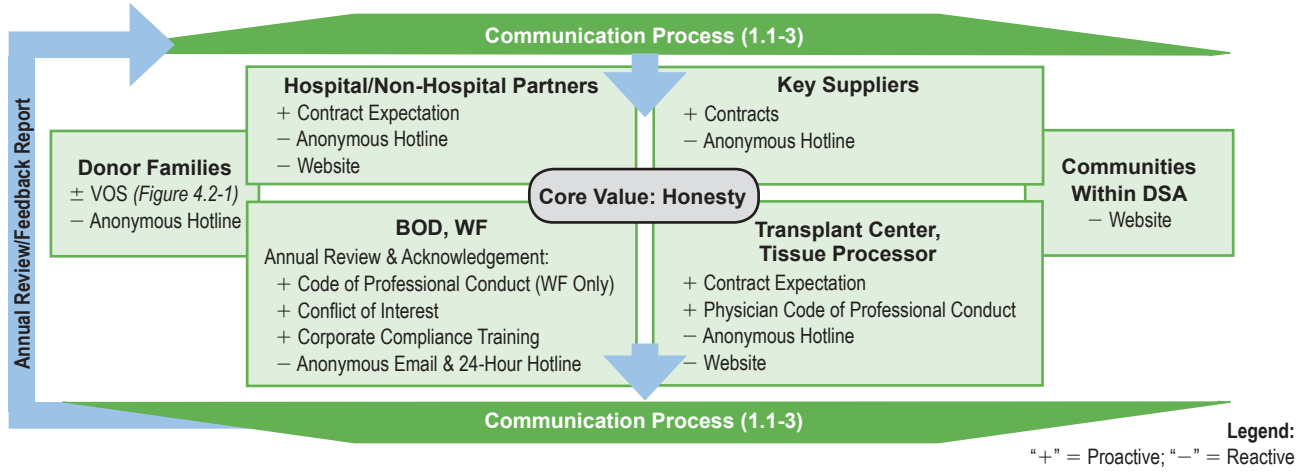 Communication Process (1.1-3)
Annual Review/Feedback Report
Hospital/Non-Hospital Partners
+ Contract Expectation
− Anonymous Hotline
− Website
Key Suppliers
+ Contracts
− Anonymous Hotline
Donor Families
± VOS (Figure 4.2-1)
− Anonymous Hotline
Core Value: Honesty
Communities
Within DSA
− Website
BOD, WF
Annual Review & Acknowledgement:
+ Code of Professional Conduct (WF Only)
+ Conflict of Interest
+ Corporate Compliance Training
− Anonymous Email & 24-Hour Hotline
Transplant Center,
Tissue Processor
+ Contract Expectation
+ Physician Code of Professional Conduct
− Anonymous Hotline
− Website
Communication Process (1.1-3)
Legend:
“+” = Proactive; “−” = Reactive